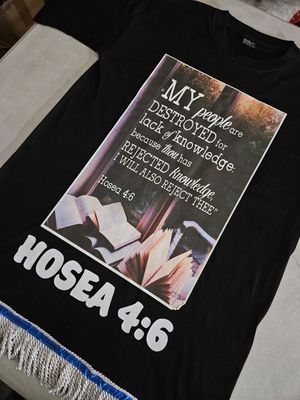 MY people are
DESTROYED for
lack of knowledge:
because thou has
REJECTED knowledge,
I WILL ALSO REJECT THEE"
Hosea 4:6
HOSEA 4:6